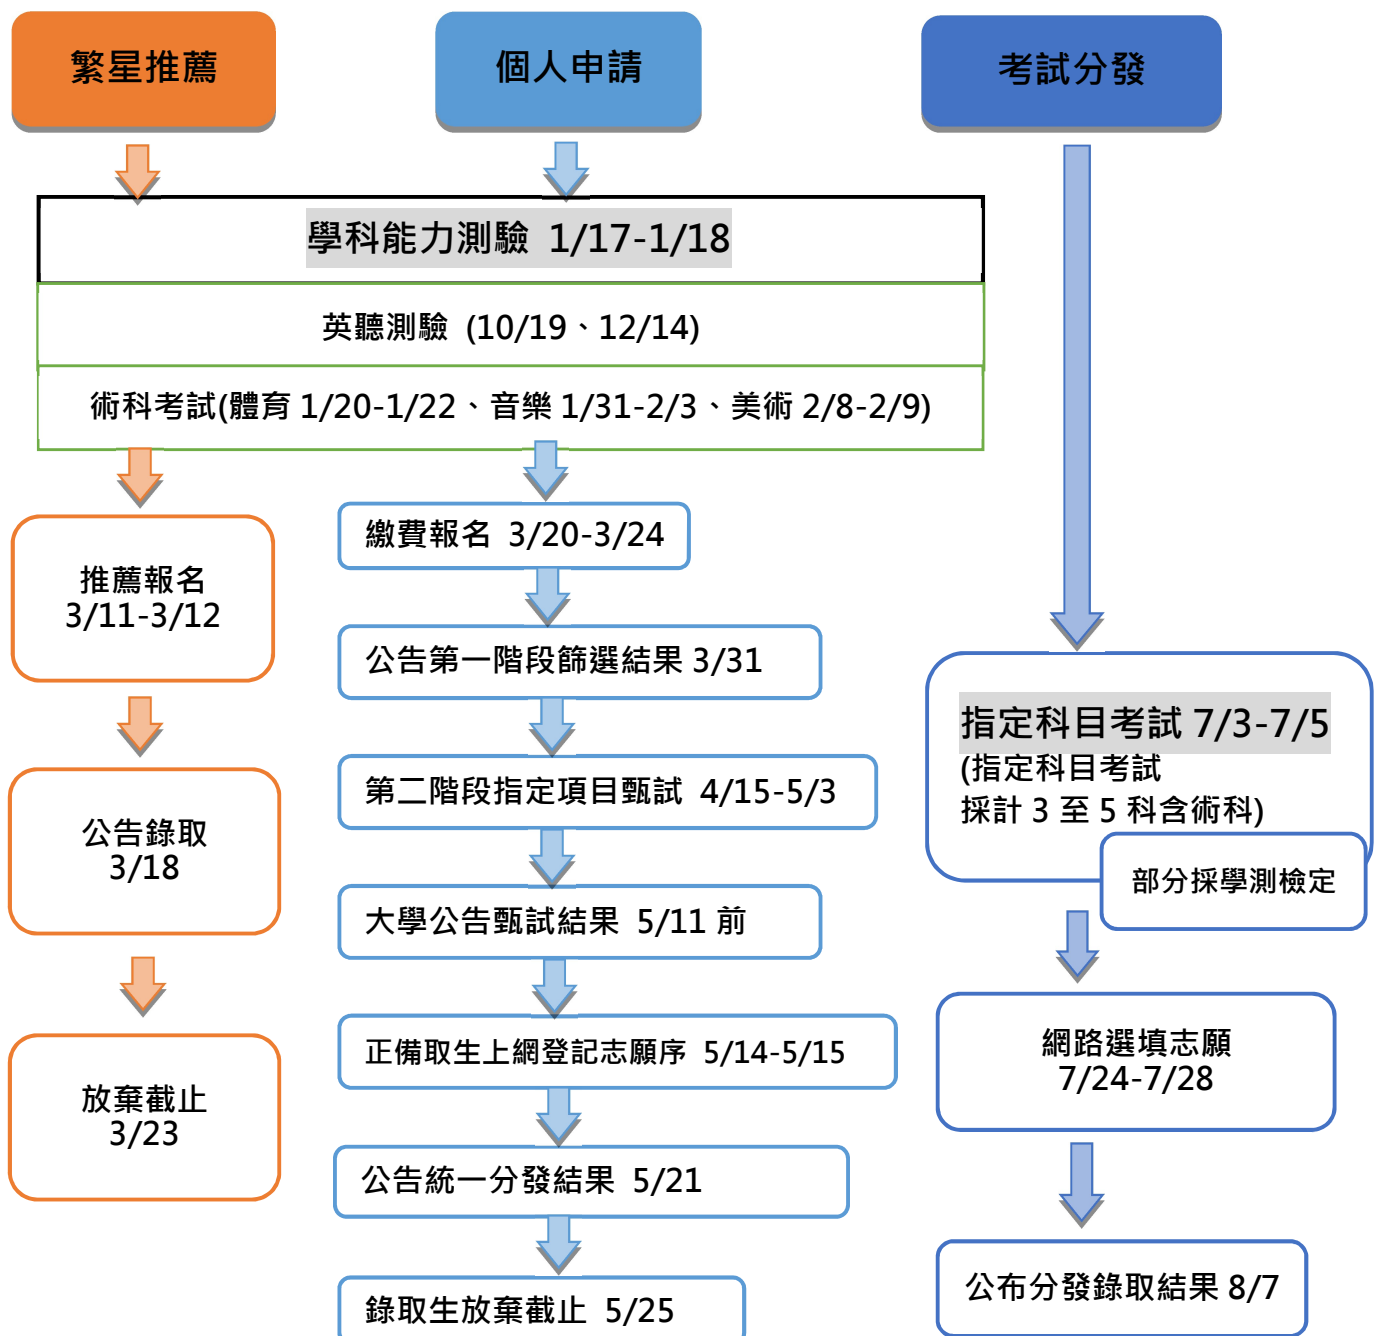 繁星推薦
個人申請
考試分發
學科能力測驗 1/17-1/18
英聽測驗 (10/19、12/14)
術科考試(體育 1/20-1/22、音樂 1/31-2/3、美術 2/8-2/9)
推薦報名
3/11-3/12
公告錄取
3/18
放棄截止
3/23
繳費報名 3/20-3/24
公告第一階段篩選結果 3/31
第二階段指定項目甄試 4/15-5/3
大學公告甄試結果 5/11 前
正備取生上網登記志願序 5/14-5/15
公告統一分發結果 5/21
錄取生放棄截止 5/25
指定科目考試 7/3-7/5
(指定科目考試
採計 3 至 5 科含術科)
部分採學測檢定
網路選填志願
7/24-7/28
公布分發錄取結果 8/7